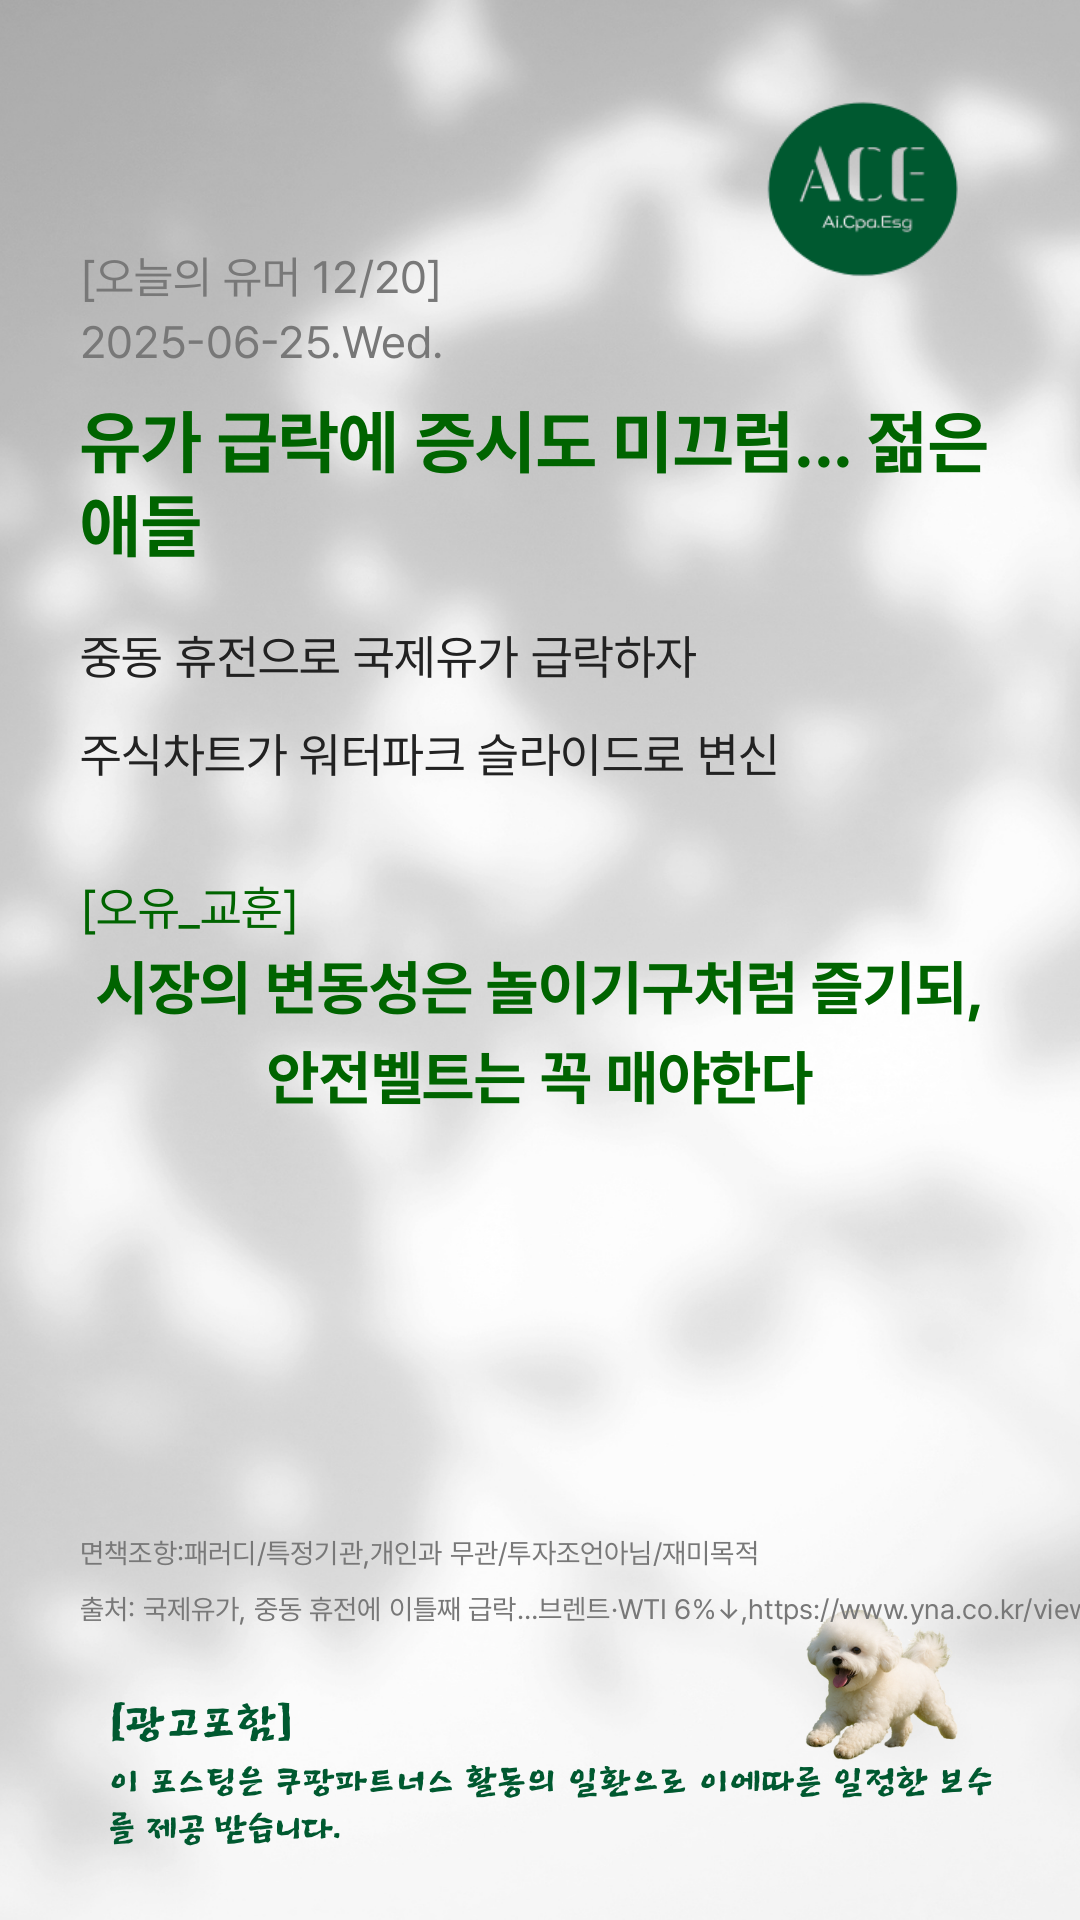 ACE
Ai.Cpa.Esg
[오늘의 유머 12/20]
2025-06-25.Wed.
유가 급락에 증시도 미끄럼... 젊은
애들
중동 휴전으로 국제유가 급락하자
주식차트가 워터파크 슬라이드로 변신
[오유_교훈]
시장의 변동성은 놀이기구처럼 즐기되,
안전벨트는 꼭 매야한다
면책조항:패러디/특정기관,개인과 무관/투자조언아님/재미목적
출처: 국제유가, 중동 휴전에 이틀째 급락...브렌트·WTI 6%↓,https://www.yna.co.kr/view
[광고포함]
이 포스팅은 쿠팡파트너스 활동의 일환으로 이에따른 일정한 보수
를 제공 받습니다.